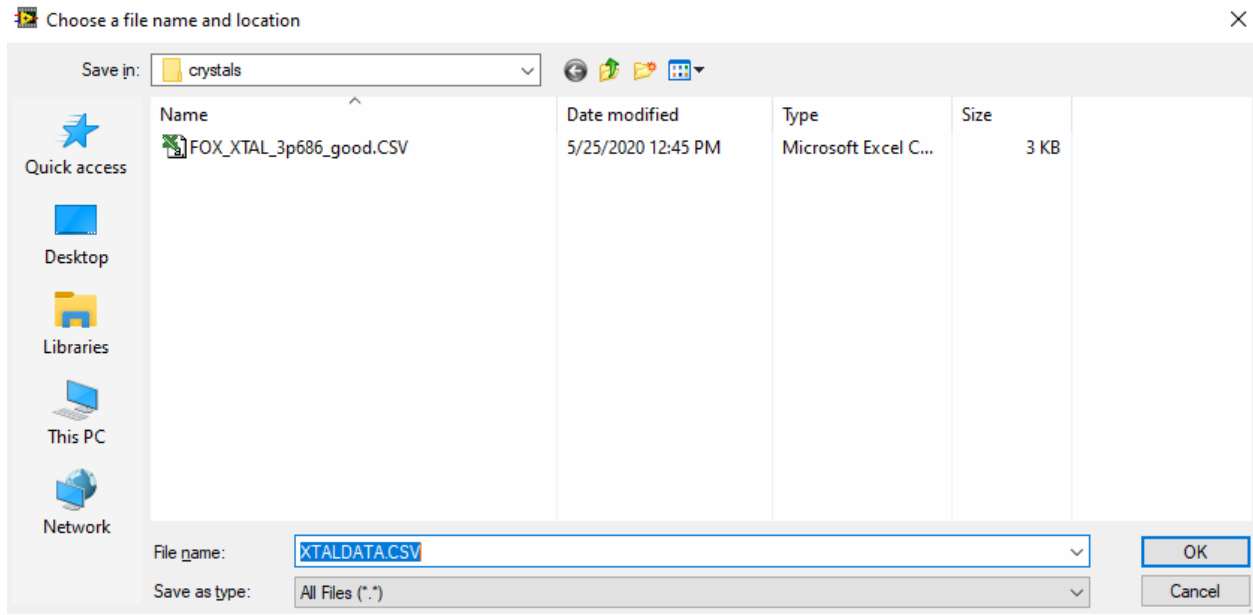 Choose a file name and location
Save in: crystals
Name Date modified Type Size
FOX_XTAL_3p686_good.CSV 5/25/2020 12:45 PM Microsoft Excel C... 3 KB
Quick access
Desktop
Libraries
This PC
Network
File name: XTALDATA.CSV OK
Save as type: All Files (*.*) Cancel